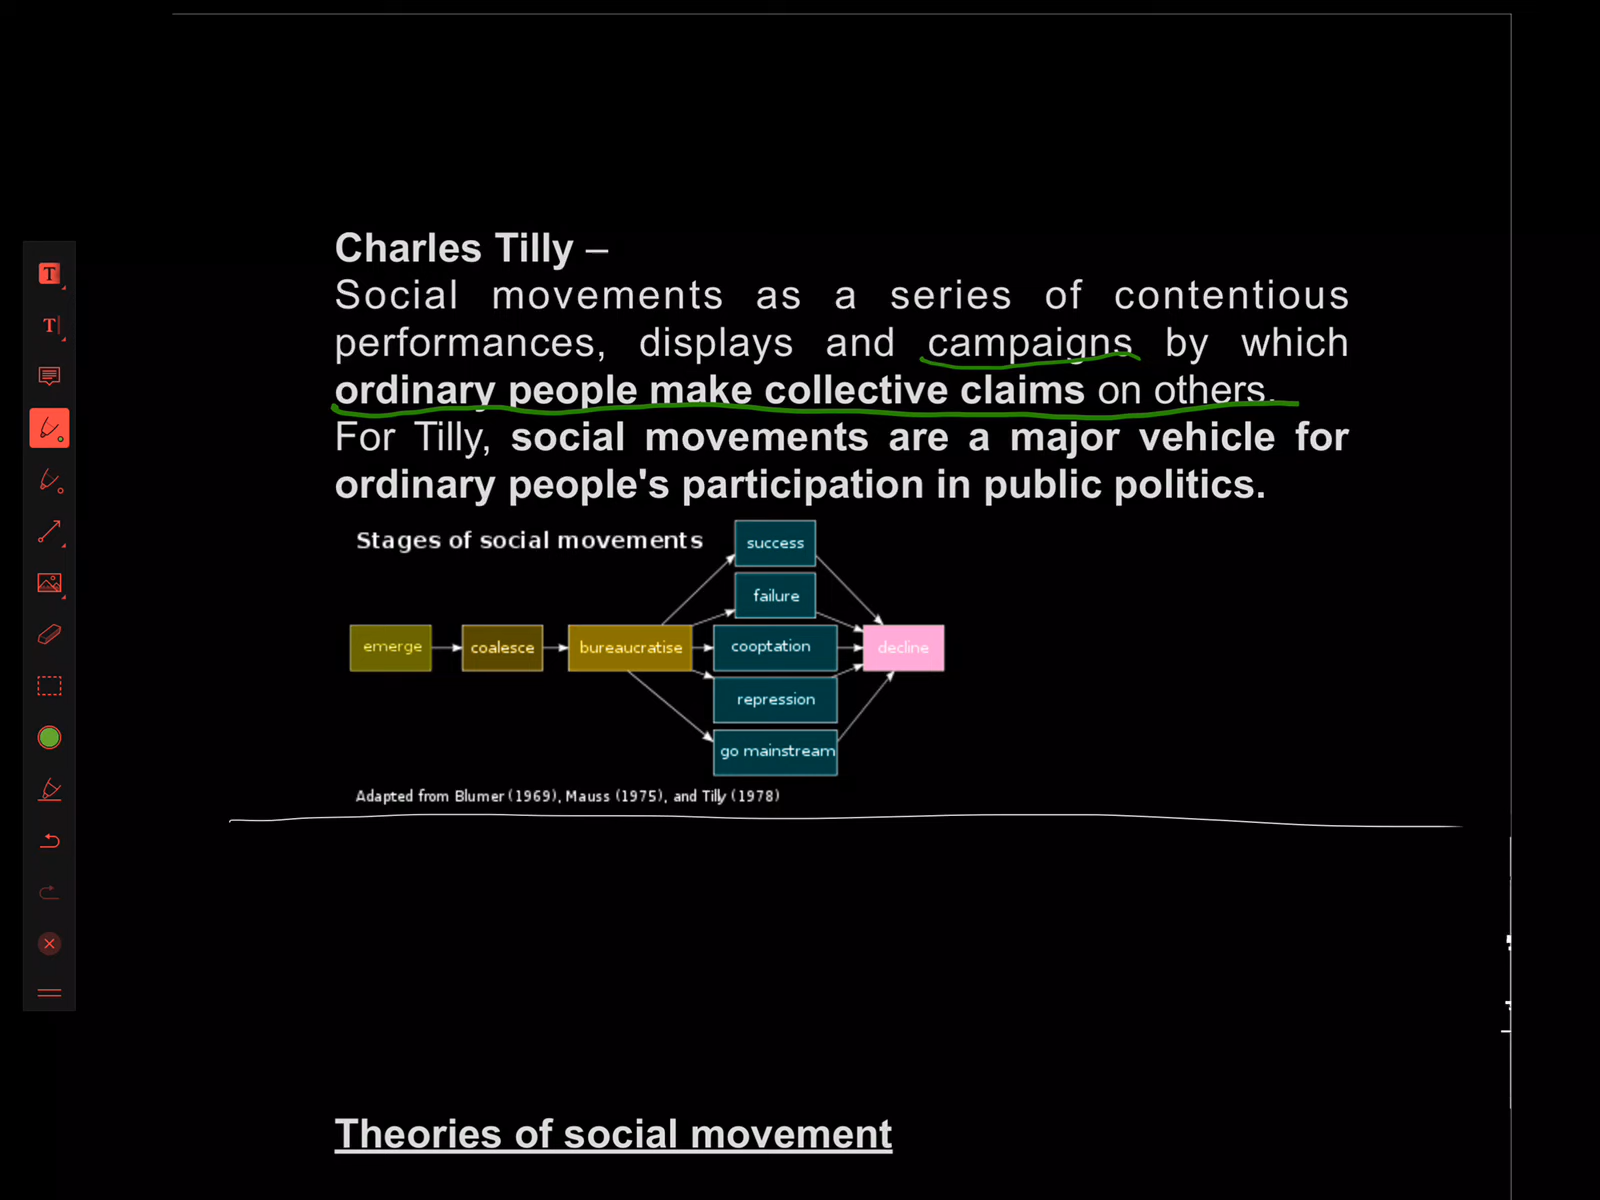 Charles Tilly –
Social movements as a series of contentious
performances, displays and campaigns by which
ordinary people make collective claims on others.
For Tilly, social movements are a major vehicle for
ordinary people's participation in public politics.
Stages of social movements
success
failure
emerge
coalesce
bureaucratise
cooptation
decline
repression
go mainstream
Adapted from Blumer (1969), Mauss (1975), and Tilly (1978)
Theories of social movement